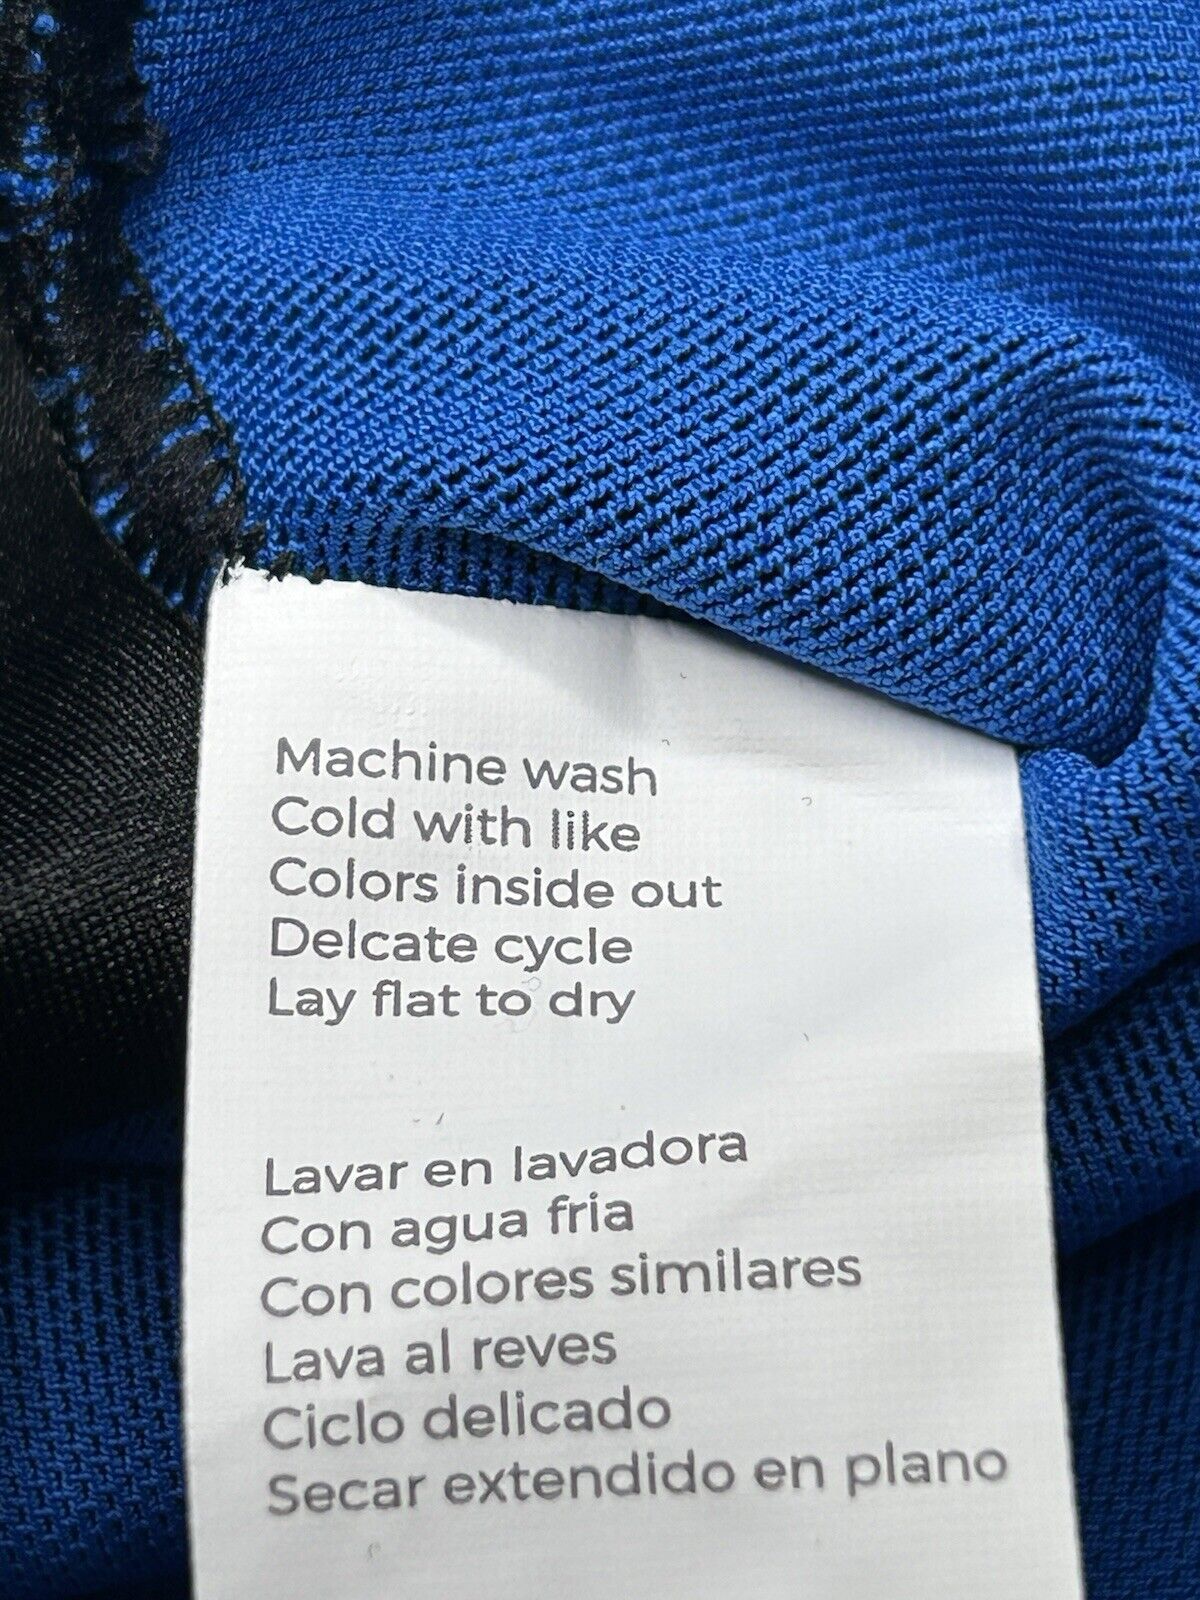 Machine wash
Cold with like
Colors inside out
Delcate cycle
Lay flat to dry
Lavar en lavadora
Con agua fria
Con colores similares
Lava al reves
Ciclo delicado
Secar extendido en plano